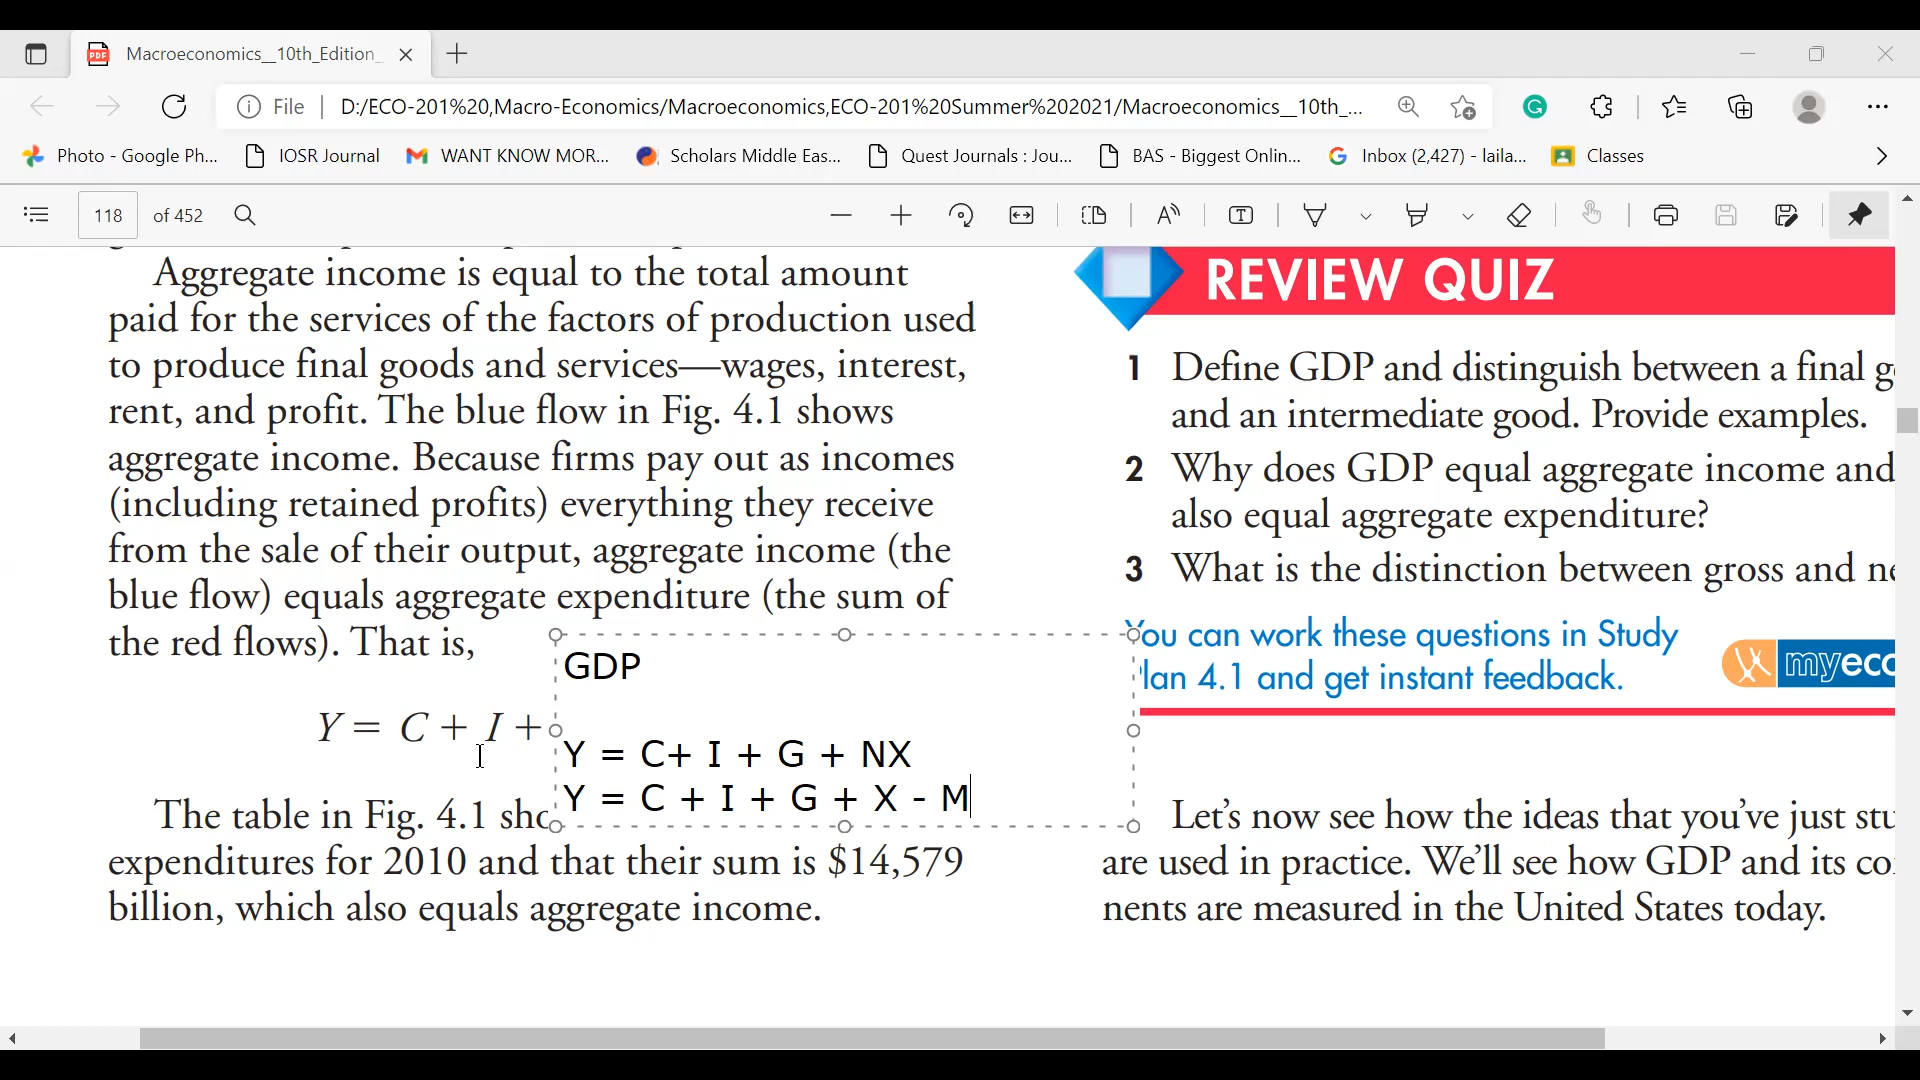 Macroeconomics__10th_Edition_
File
D:/ECO-201%20,Macro-Economics/Macroeconomics,ECO-201%20Summer%202021/Macroeconomics__10th_...
Photo - Google Ph...
IOSR Journal
WANT KNOW MOR...
Scholars Middle Eas...
Quest Journals : Jou...
BAS - Biggest Onlin...
Inbox (2,427) - laila...
Classes
118 of 452
Aggregate income is equal to the total amount
paid for the services of the factors of production used
to produce final goods and services—wages, interest,
rent, and profit. The blue flow in Fig. 4.1 shows
aggregate income. Because firms pay out as incomes
(including retained profits) everything they receive
from the sale of their output, aggregate income (the
blue flow) equals aggregate expenditure (the sum of
the red flows). That is,
Y = C + I +
GDP
Y = C+ I + G + NX
Y = C + I + G + X - M
The table in Fig. 4.1 sho
expenditures for 2010 and that their sum is $14,579
billion, which also equals aggregate income.
REVIEW QUIZ
1 Define GDP and distinguish between a final g
and an intermediate good. Provide examples.
2 Why does GDP equal aggregate income and
also equal aggregate expenditure?
3 What is the distinction between gross and ne
You can work these questions in Study
lan 4.1 and get instant feedback.
myeco
Let's now see how the ideas that you've just stu
are used in practice. We'll see how GDP and its co
nents are measured in the United States today.